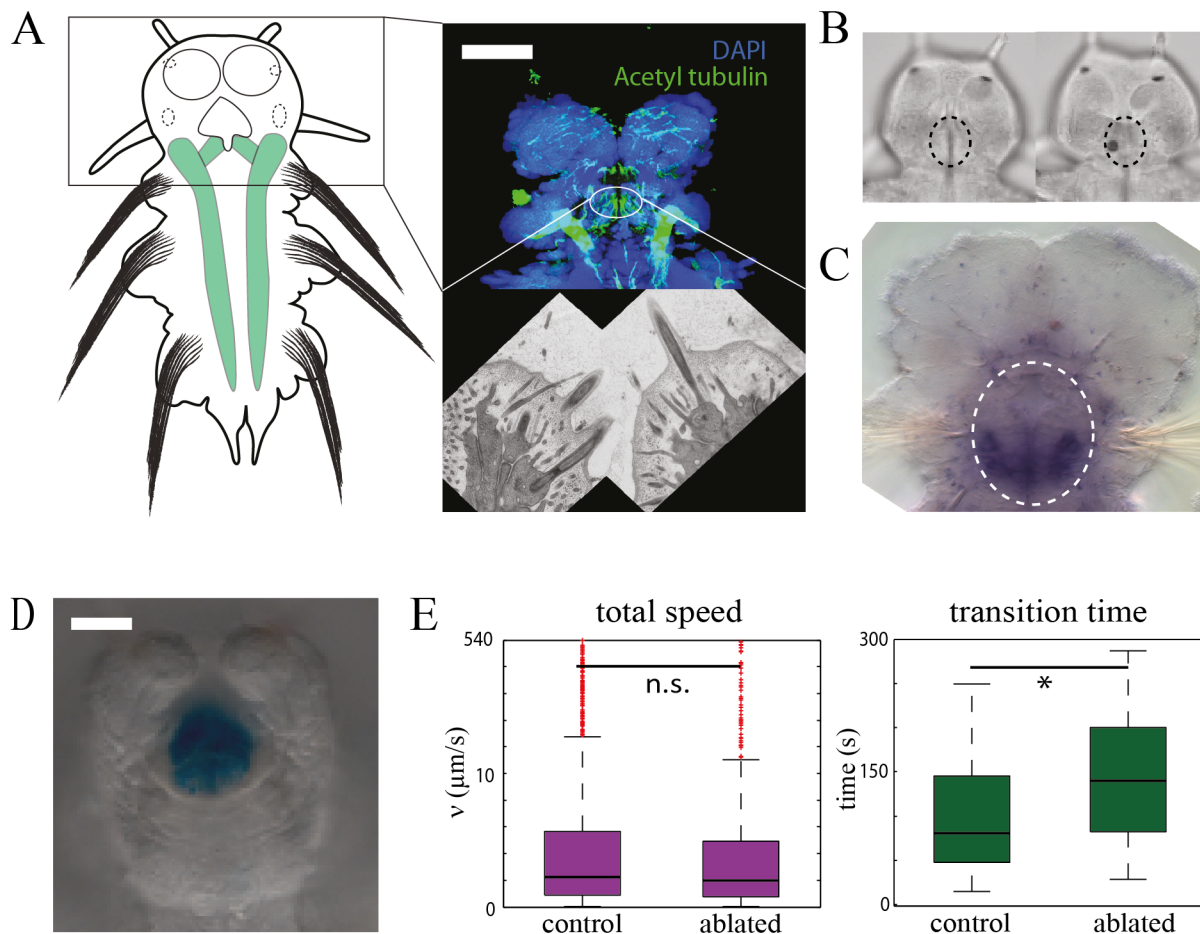 A
DAPI
Acetyl tubulin
B
C
D
E
total speed
540
n.s.
10
0
ν (µm/s)
control
ablated
transition time
300
*
150
0
time (s)
control
ablated